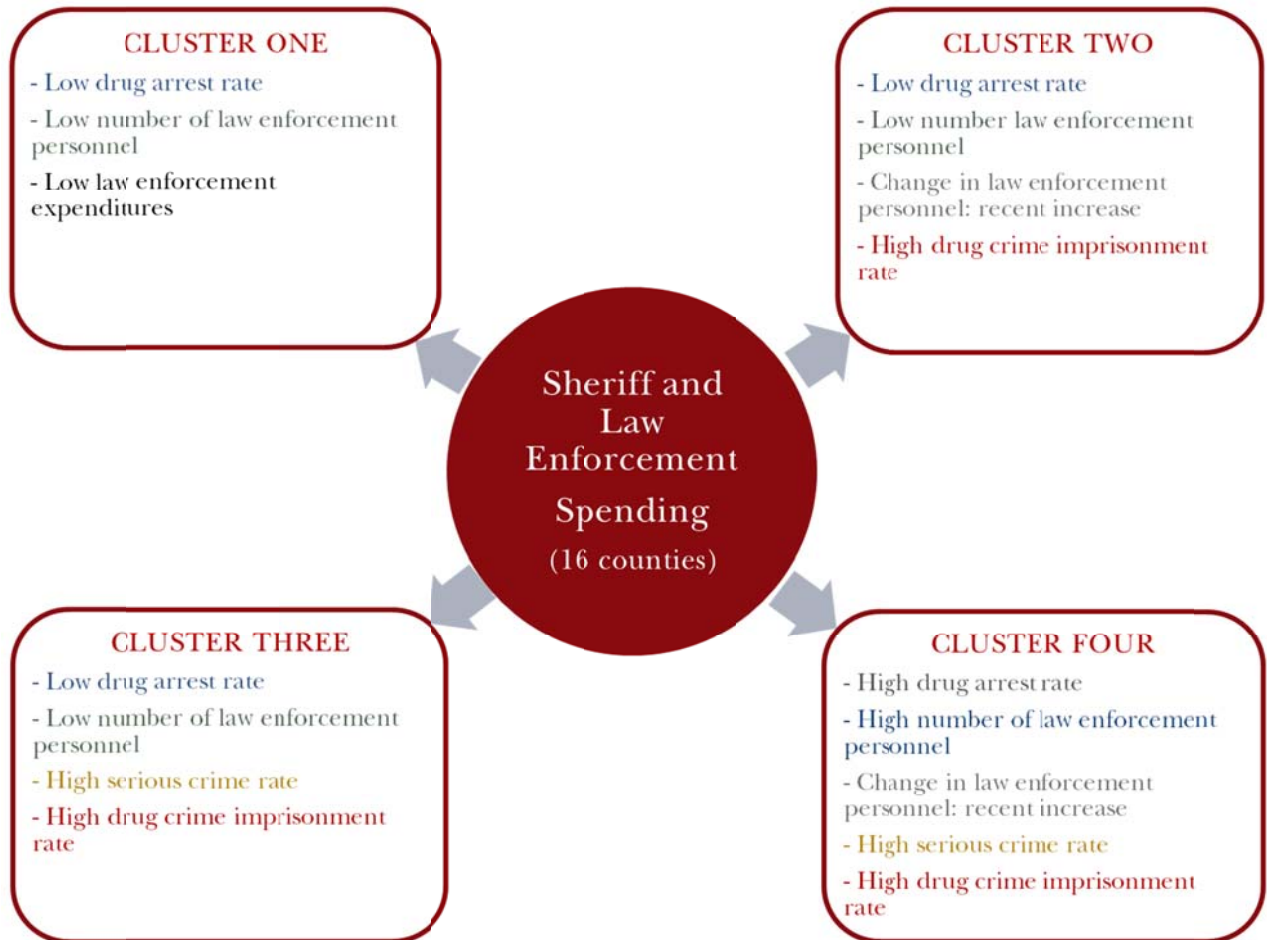 CLUSTER ONE
- Low drug arrest rate
- Low number of law enforcement
personnel
- Low law enforcement
expenditures
CLUSTER TWO
- Low drug arrest rate
- Low number law enforcement
personnel
- Change in law enforcement
personnel: recent increase
- High drug crime imprisonment
rate
Sheriff and
Law
Enforcement
Spending
(16 counties)
CLUSTER THREE
- Low drug arrest rate
- Low number of law enforcement
personnel
- High serious crime rate
- High drug crime imprisonment
rate
CLUSTER FOUR
- High drug arrest rate
- High number of law enforcement
personnel
- Change in law enforcement
personnel: recent increase
- High serious crime rate
- High drug crime imprisonment
rate